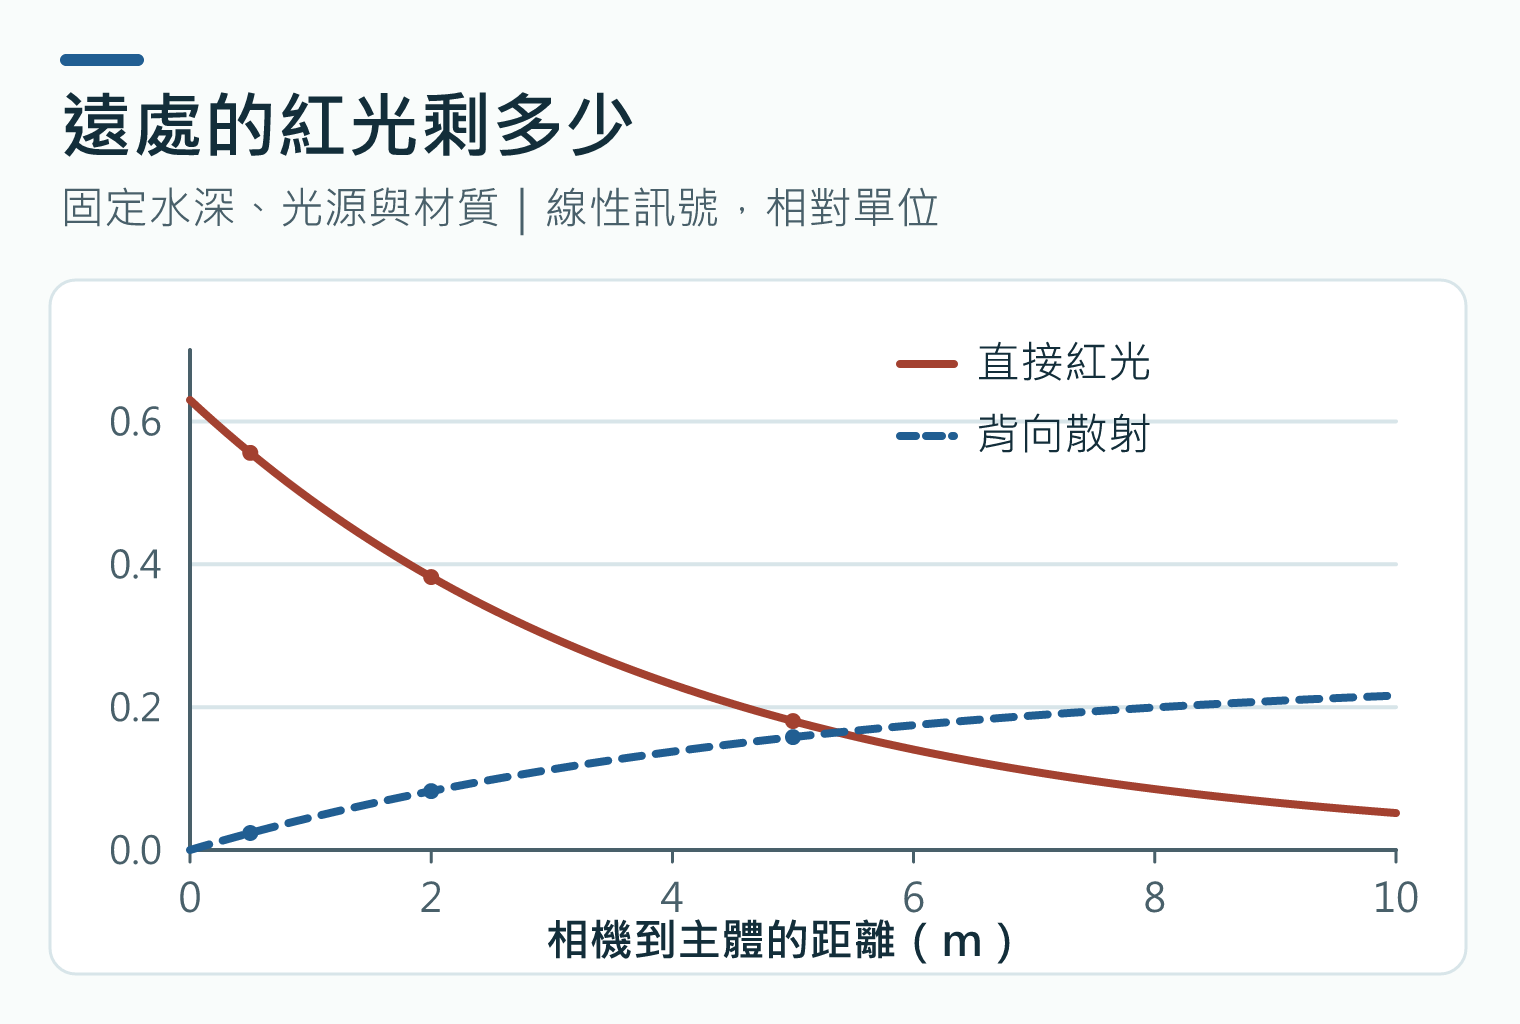 遠處的紅光剩多少
固定水深、光源與材質｜線性訊號，相對單位
直接紅光
背向散射
0.6
0.4
0.2
0.0
0 2 4 6 8 10
相機到主體的距離（m）